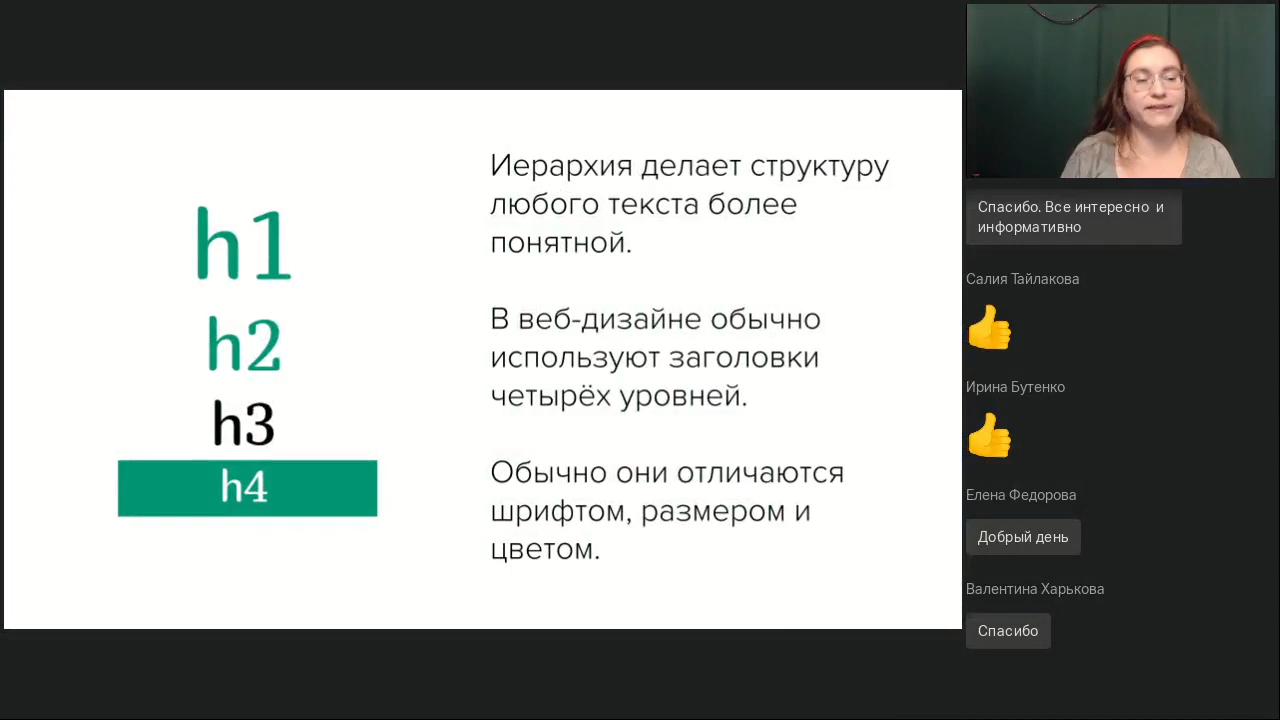 h1
h2
h3
h4
Иерархия делает структуру
любого текста более
понятной.
В веб-дизайне обычно
используют заголовки
четырёх уровней.
Обычно они отличаются
шрифтом, размером и
цветом.
Спасибо. Все интересно и
информативно
Салия Тайлакова
Ирина Бутенко
Елена Федорова
Добрый день
Валентина Харькова
Спасибо